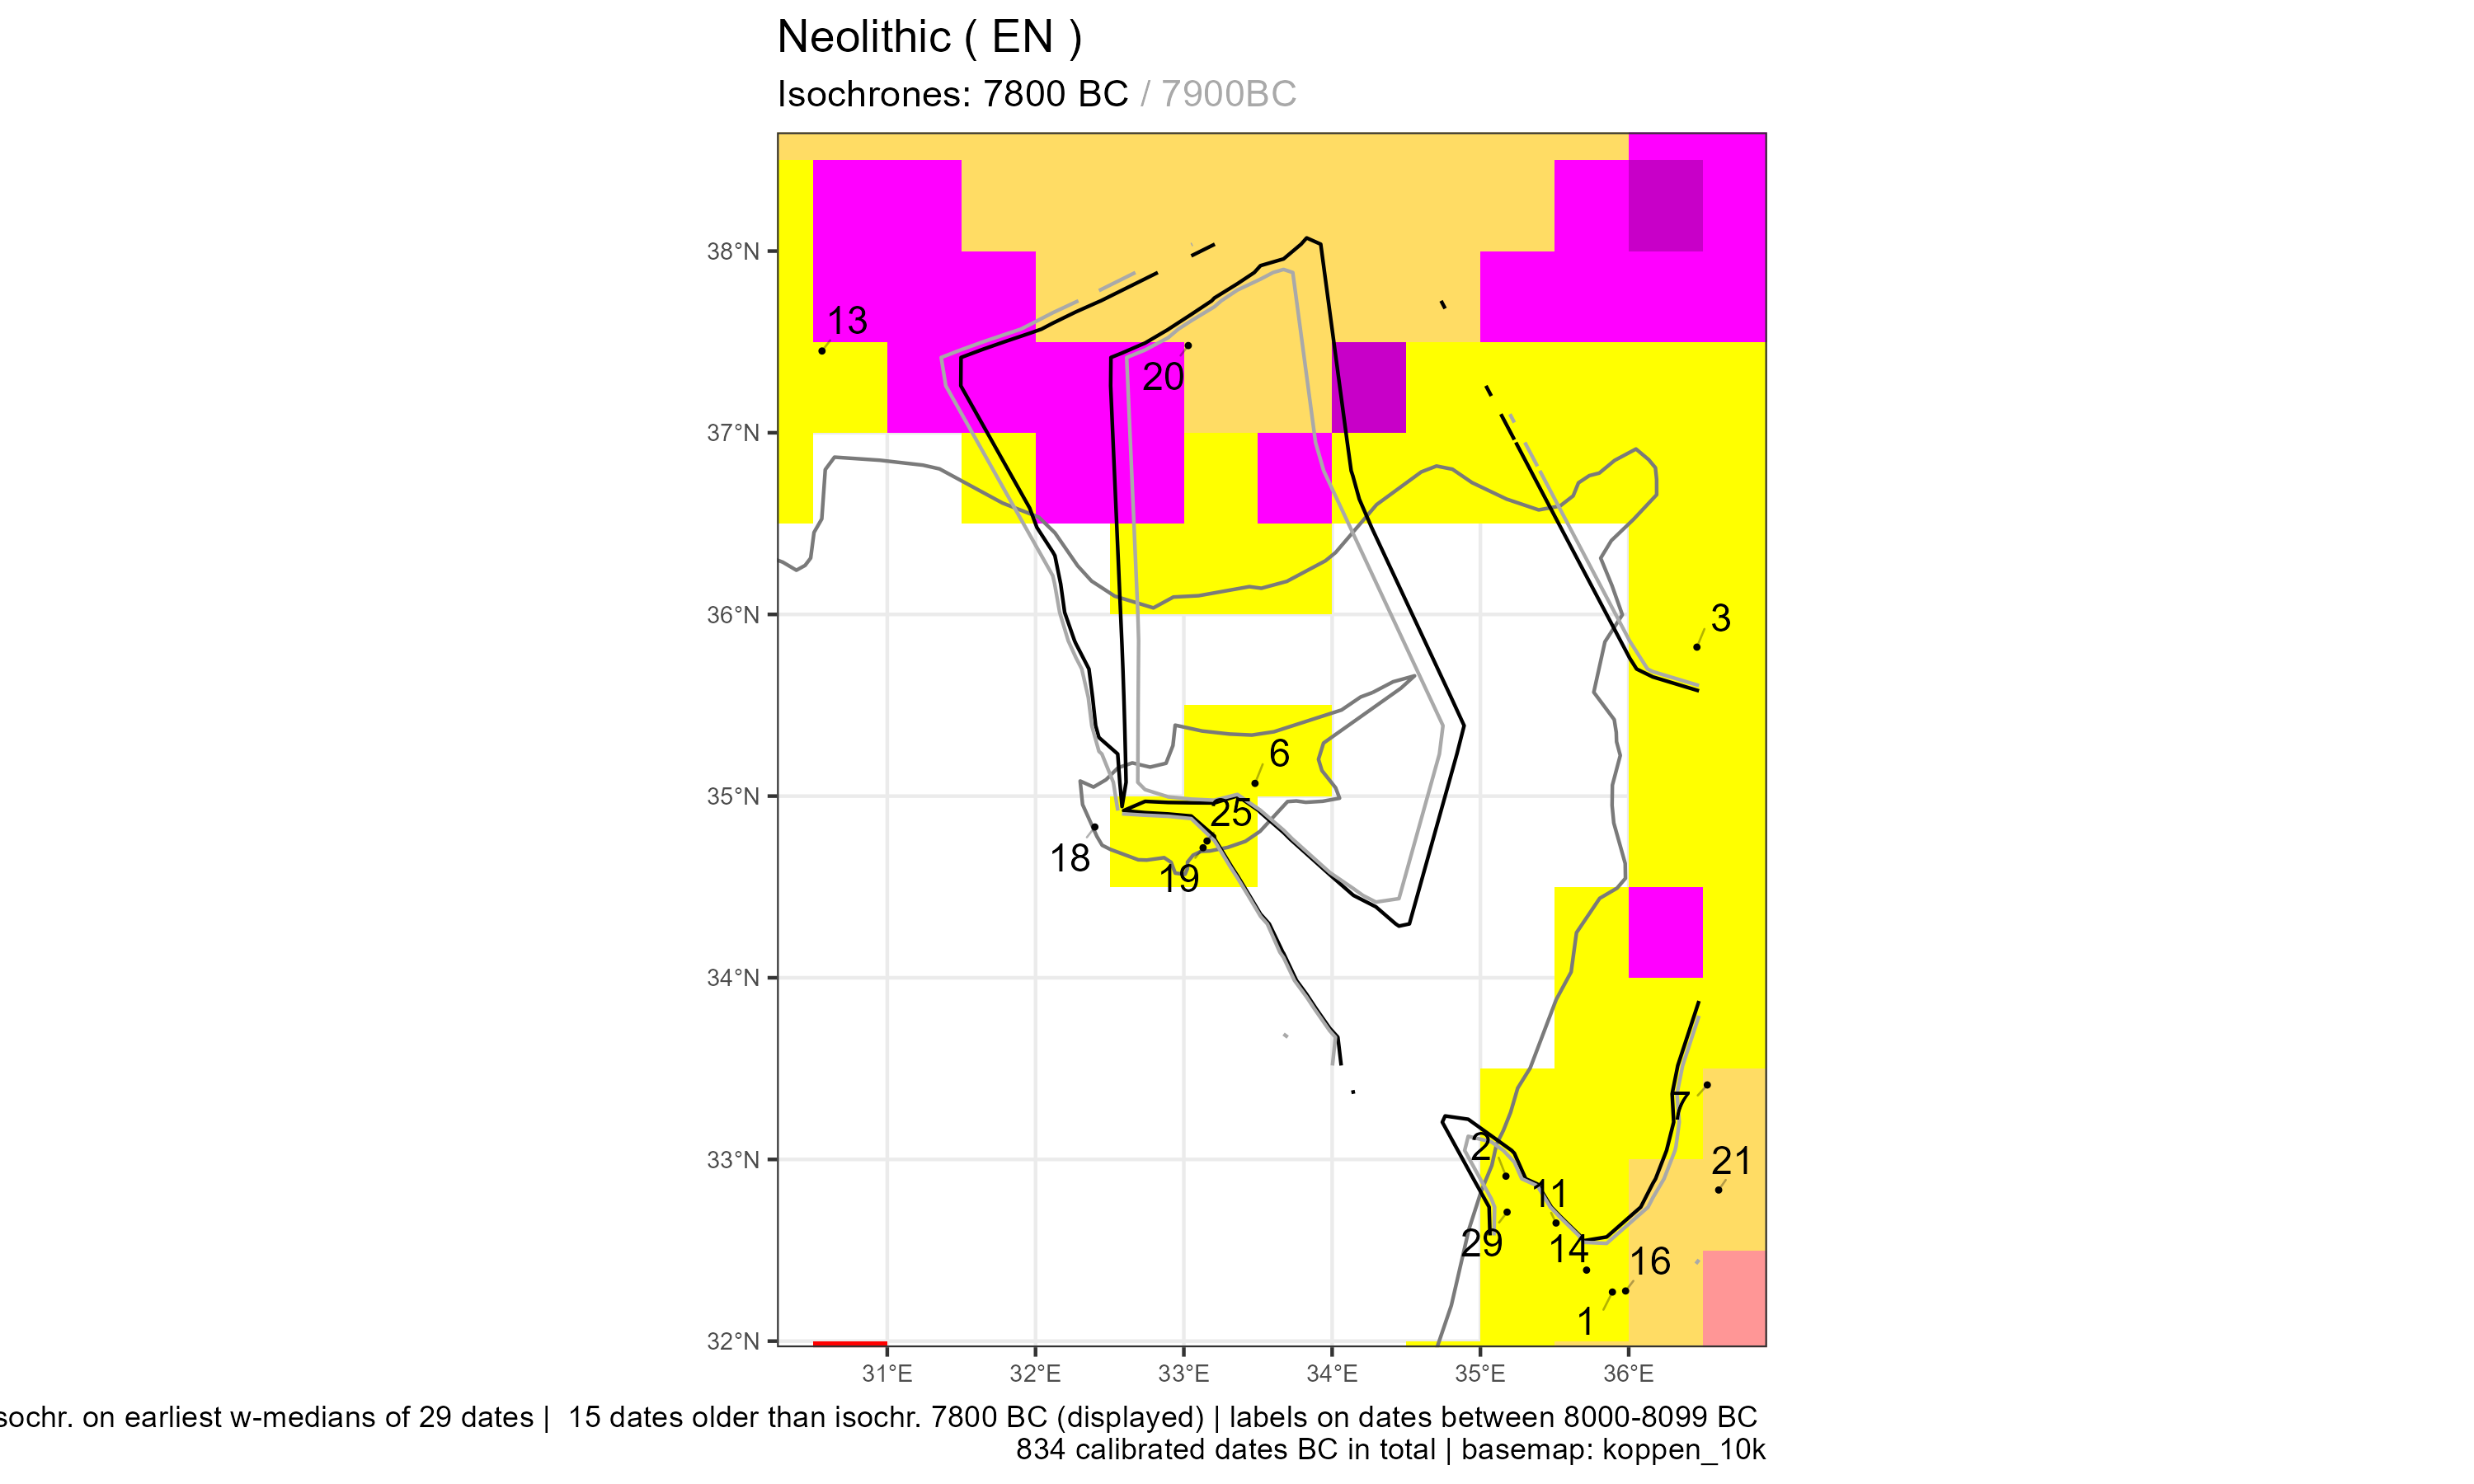 Neolithic ( EN )
Isochrones: 7800 BC / 7900BC
38°N
37°N
36°N
35°N
34°N
33°N
32°N
13
20
3
6
25
18
19
7
2
21
11
29
14
16
1
31°E 32°E 33°E 34°E 35°E 36°E
sochr. on earliest w-medians of 29 dates | 15 dates older than isochr. 7800 BC (displayed) | labels on dates between 8000-8099 BC
834 calibrated dates BC in total | basemap: koppen_10k